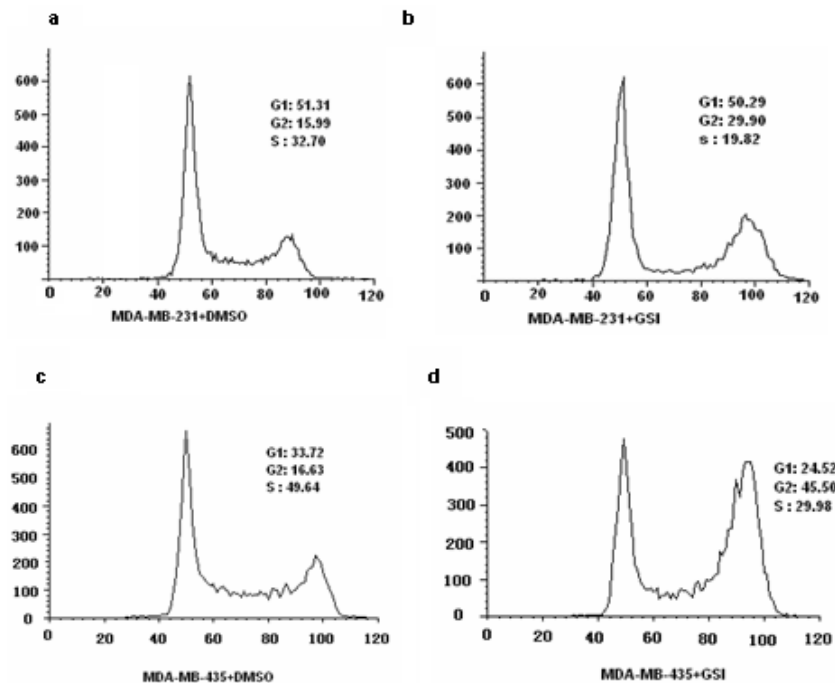 a
600
500
400
300
200
100
0 20 40 60 80 100 120
G1: 51.31
G2: 15.99
S : 32.70
MDA-MB-231+DMSO
b
600
500
400
300
200
100
0 20 40 60 80 100 120
G1: 50.29
G2: 29.90
s : 19.82
MDA-MB-231+GSI
c
600
500
400
300
200
100
0
0 20 40 60 80 100 120
G1: 33.72
G2: 16.63
S : 49.64
MDA-MB-435+DMSO
d
500
400
300
200
100
0
0 20 40 60 80 100 120
G1: 24.52
G2: 45.50
S : 29.98
MDA-MB-435+GSI